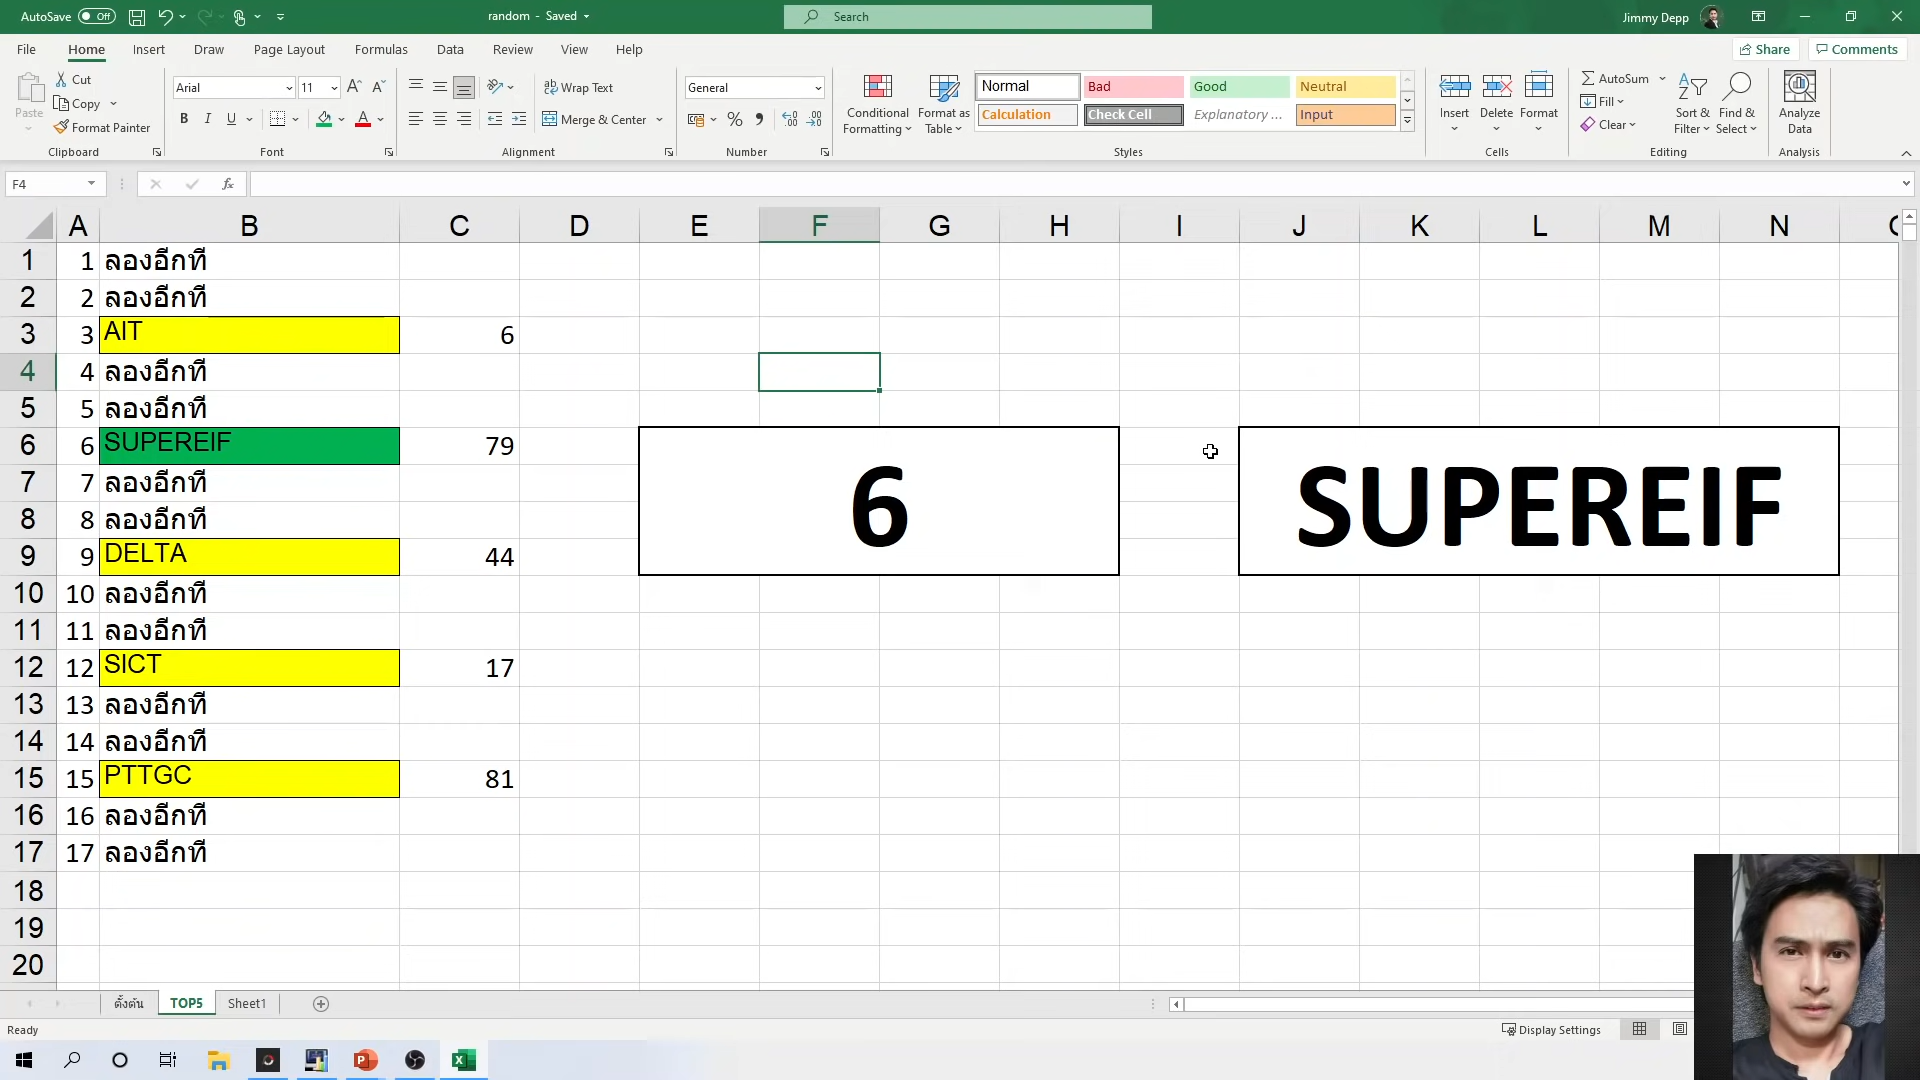 AutoSave Off random - Saved Search Jimmy Depp
File Home Insert Draw Page Layout Formulas Data Review View Help Share Comments
Paste Cut Copy Format Painter Clipboard
Arial 11 B I U A Font
Wrap Text Merge & Center Alignment
General % Number
Conditional Formatting Format as Table
Normal Bad Good Neutral
Calculation Check Cell Explanatory ... Input
Styles
Insert Delete Format Cells
AutoSum Fill Clear Sort & Filter Find & Select Editing
Analyze Data Analysis
F4 fx
A B C D E F G H I J K L M N
1 1 ลองอีกที
2 2 ลองอีกที
3 3 AIT 6
4 4 ลองอีกที
5 5 ลองอีกที
6 6 SUPEREIF 79
7 7 ลองอีกที
8 8 ลองอีกที
9 9 DELTA 44
10 10 ลองอีกที
11 11 ลองอีกที
12 12 SICT 17
13 13 ลองอีกที
14 14 ลองอีกที
15 15 PTTGC 81
16 16 ลองอีกที
17 17 ลองอีกที
18
19
20
6
SUPEREIF
ตั้งต้น TOP5 Sheet1
Ready Display Settings